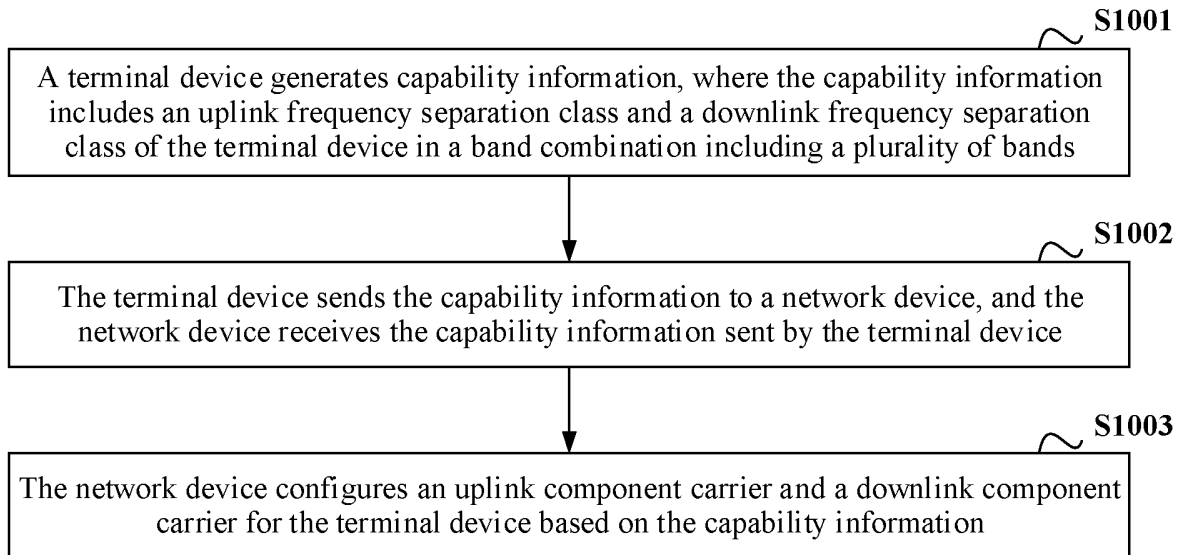 S1001
A terminal device generates capability information, where the capability information
includes an uplink frequency separation class and a downlink frequency separation
class of the terminal device in a band combination including a plurality of bands
S1002
The terminal device sends the capability information to a network device, and the
network device receives the capability information sent by the terminal device
S1003
The network device configures an uplink component carrier and a downlink component
carrier for the terminal device based on the capability information